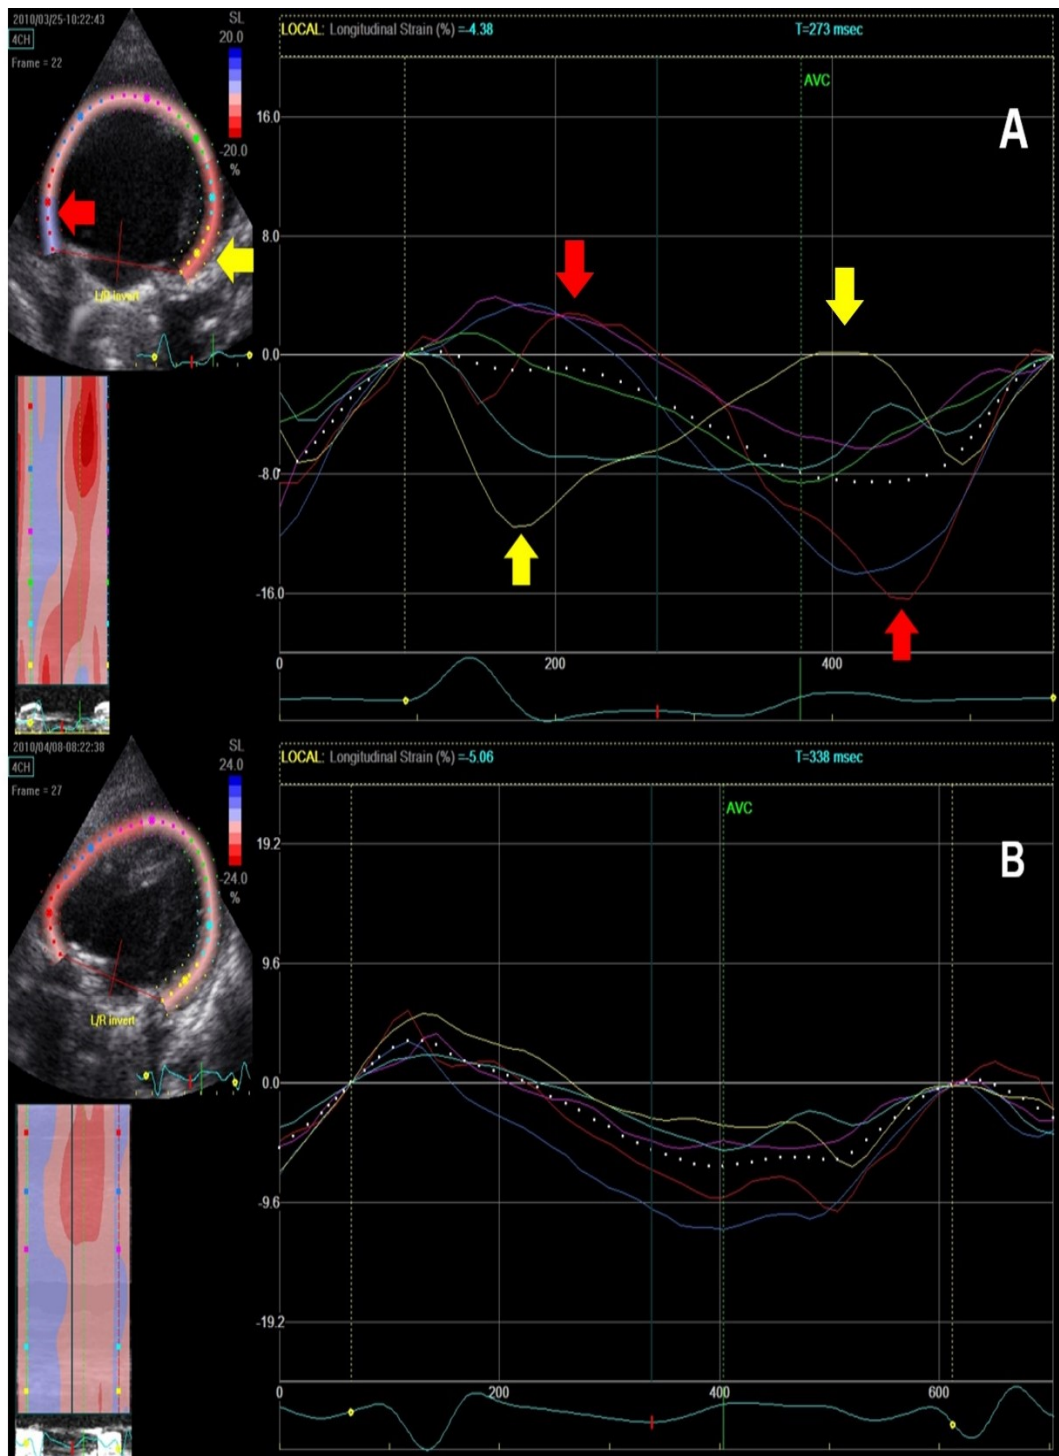 2010/03/25-10:22:43
SL
4CH
20.0
Frame = 22
-20.0
%
L/R invert
LOCAL: Longitudinal Strain (%) =-4.38
T=273 msec
AVC
A
16.0
8.0
0.0
-8.0
-16.0
0
200
400
2010/04/08-08:22:38
SL
4CH
24.0
Frame = 27
-24.0
%
L/R invert
LOCAL: Longitudinal Strain (%) =-5.06
T=338 msec
AVC
B
19.2
9.6
0.0
-9.6
-19.2
0
200
400
600